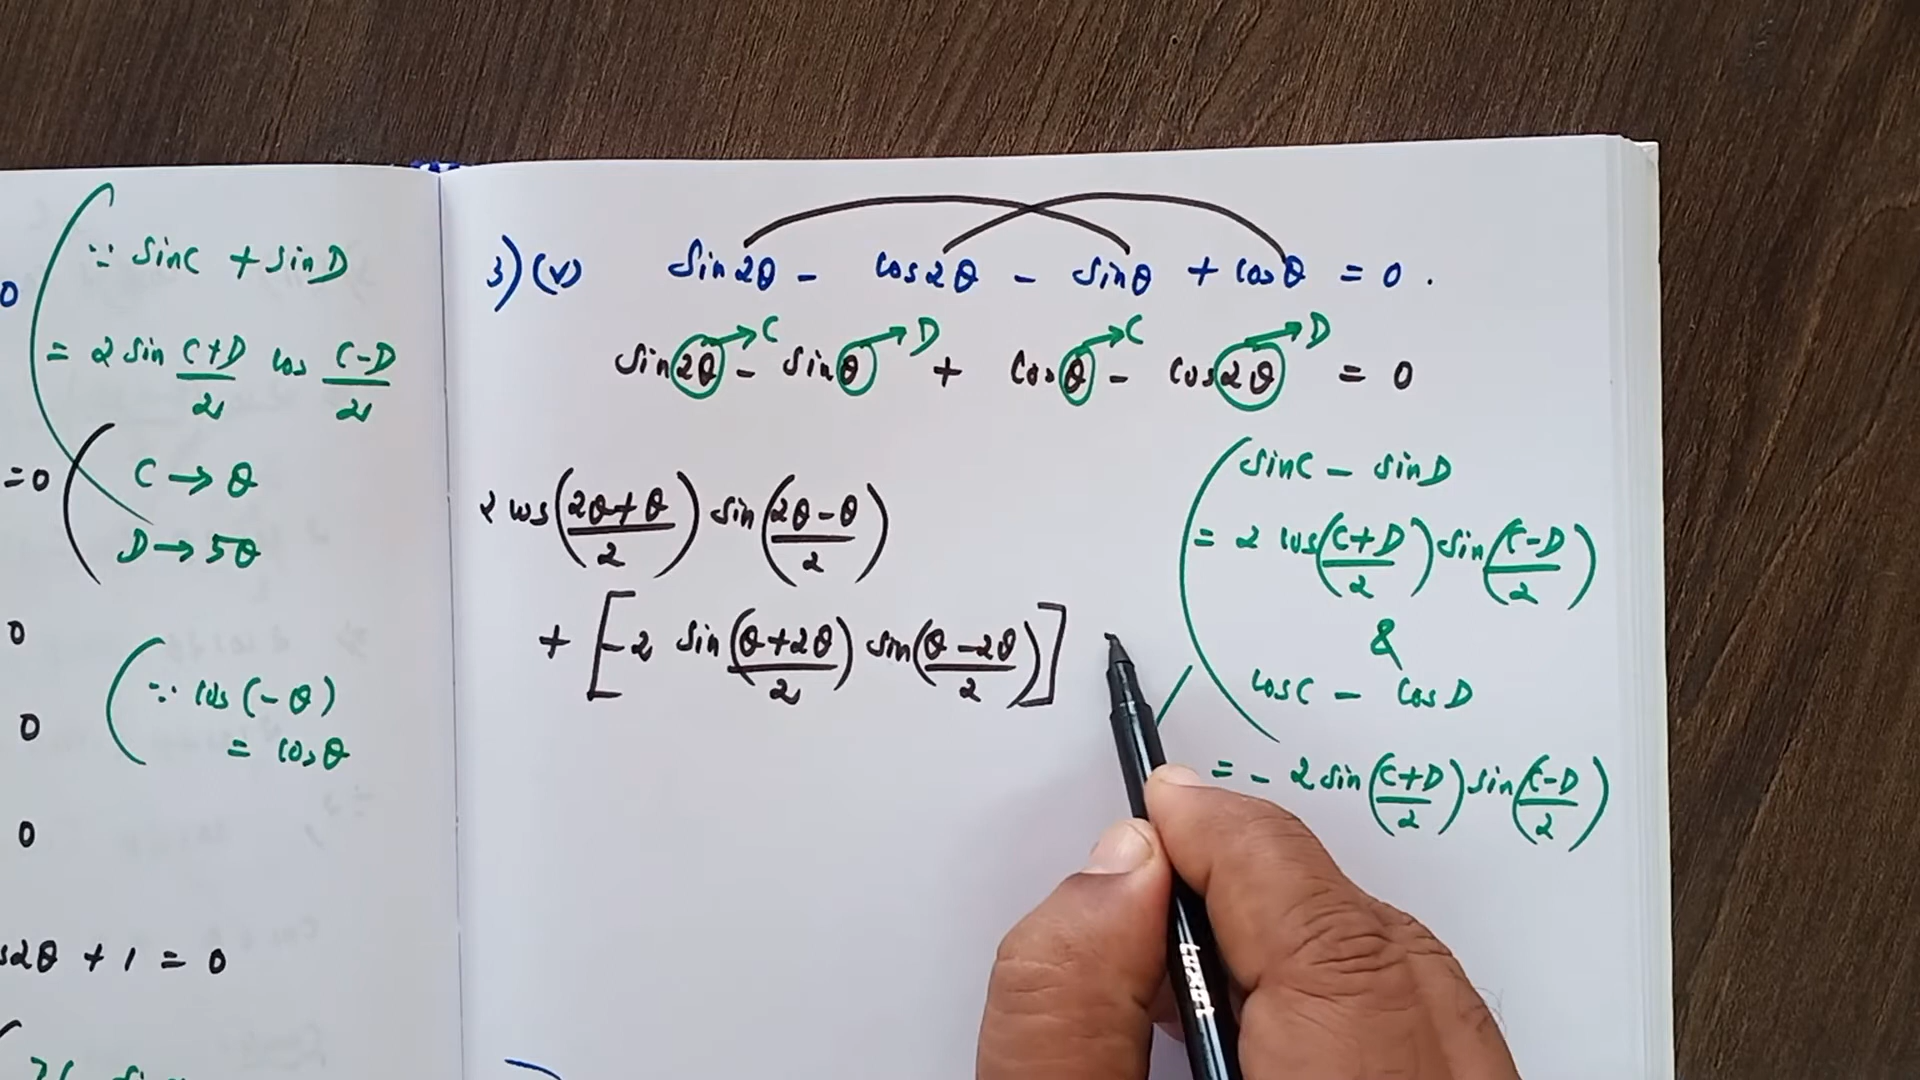 0
∵ sinC + sinD
= 2 sin (C+D)/2 cos (C-D)/2
=0
C → θ
D → 5θ
0
∵ cos (-θ)
= cosθ
0
0
s2θ + 1 = 0
3) (v) sin2θ - cos2θ - sinθ + cosθ = 0.
→C →D →C →D
sin2θ - sinθ + cosθ - cos2θ = 0
2 cos((2θ+θ)/2) sin((2θ-θ)/2)
+ [-2 sin((θ+2θ)/2) sin((θ-2θ)/2)]
sinC - sinD
= 2 cos((C+D)/2) sin((C-D)/2)
&
cosC - cosD
= - 2 sin((C+D)/2) sin((C-D)/2)
Luxor